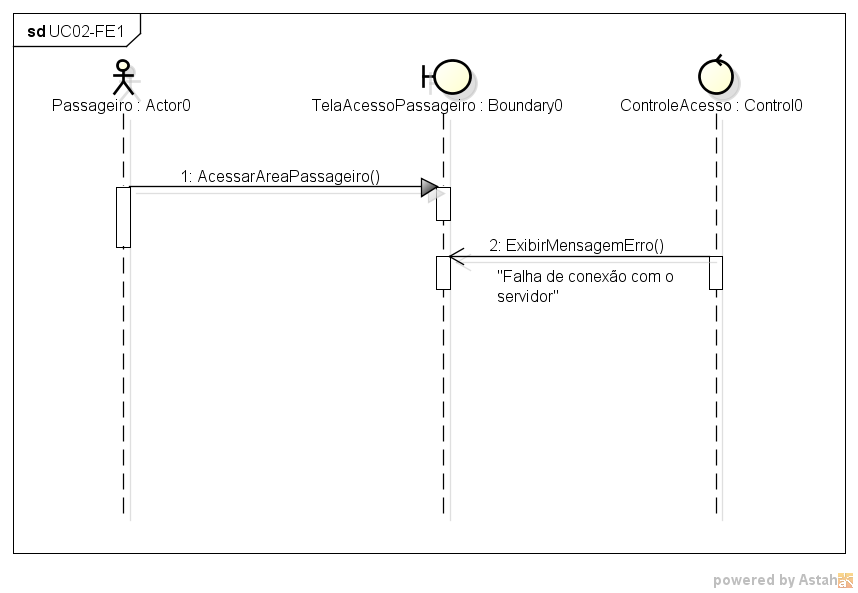 sd UC02-FE1
Passageiro : Actor0
TelaAcessoPassageiro : Boundary0
ControleAcesso : Control0
1: AcessarAreaPassageiro()
2: ExibirMensagemErro()
"Falha de conexão com o
servidor"
powered by Astah